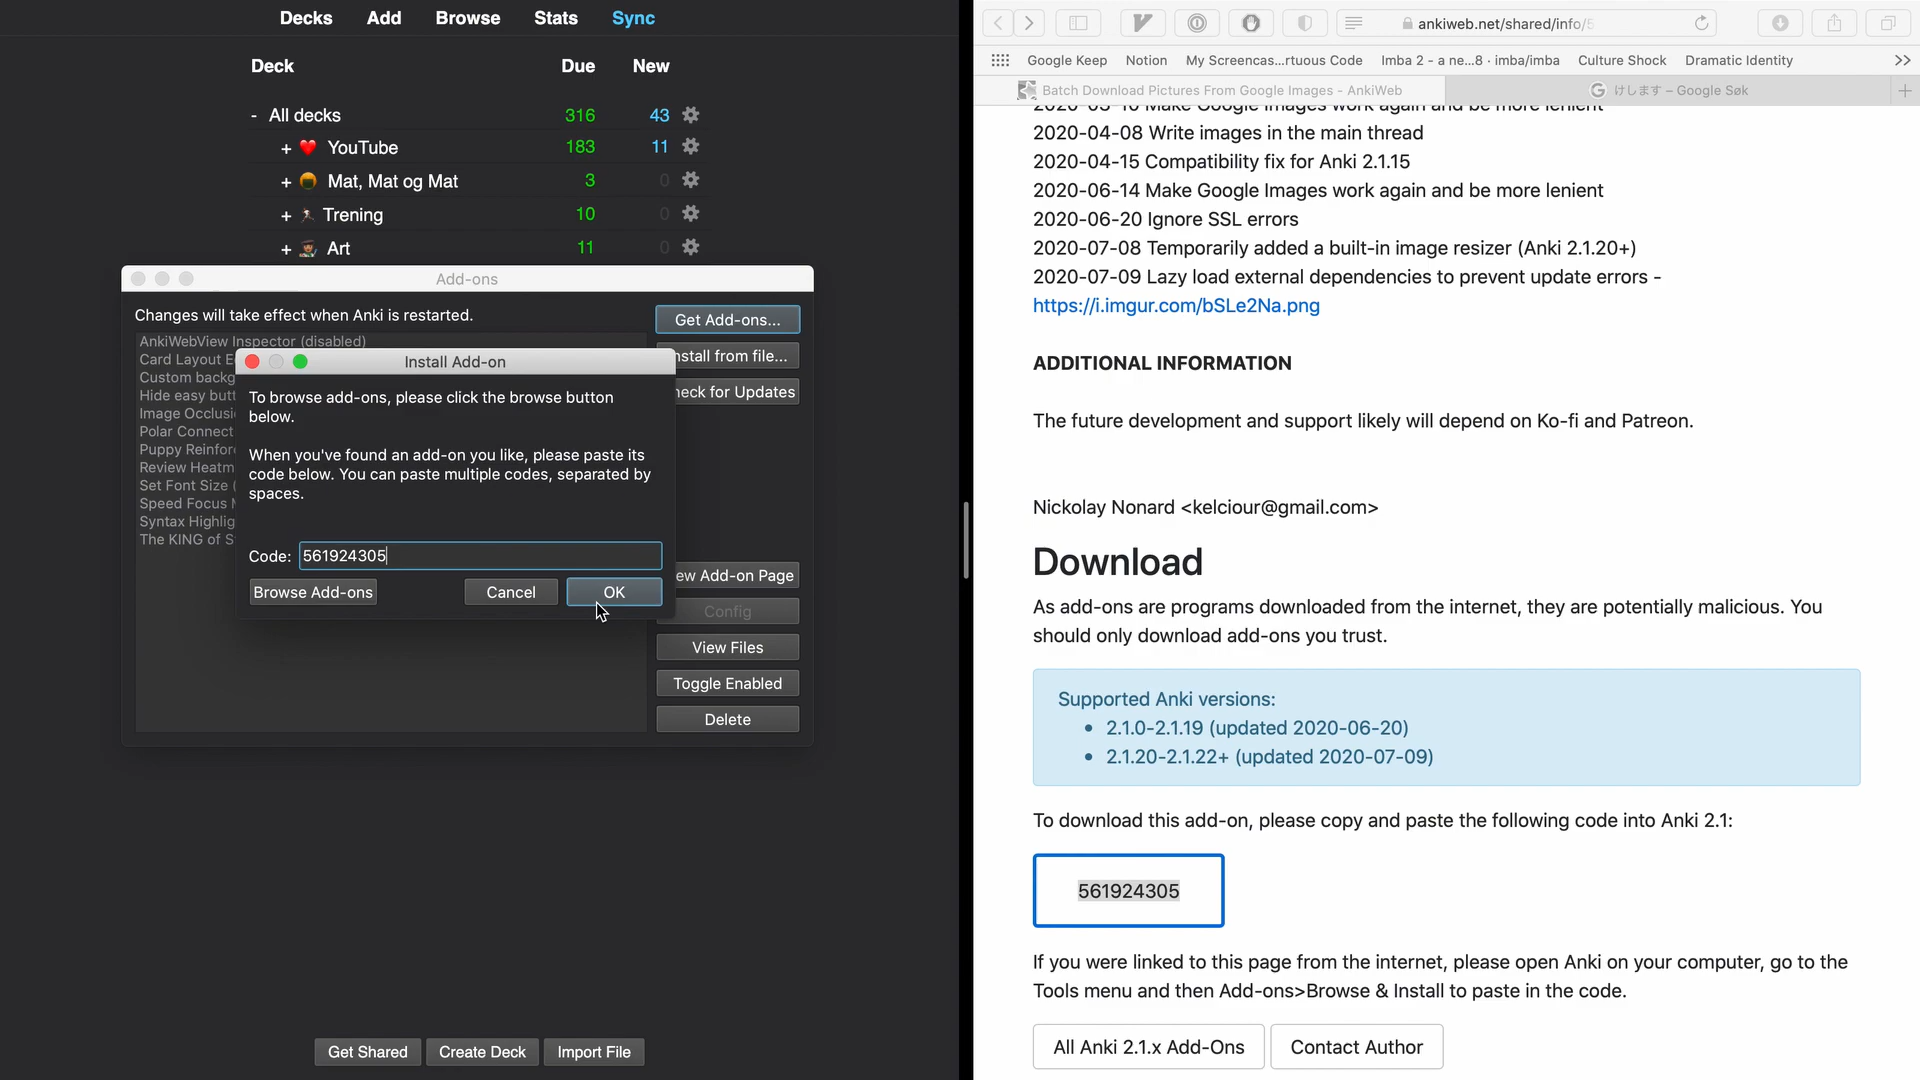 Decks Add Browse Stats Sync
Deck Due New
- All decks 316 43
+ YouTube 183 11
+ Mat, Mat og Mat 3 0
+ Trening 10 0
+ Art 11 0
Add-ons
Changes will take effect when Anki is restarted.
Get Add-ons...
AnkiWebView Inspector (disabled)
Card Layout
nstall from file...
Custom backg
heck for Updates
Hide easy but
Image Occlusi
Polar Connect
Puppy Reinfor
Review Heatm
Set Font Size (
Speed Focus
Syntax Highlig
The KING of
Install Add-on
To browse add-ons, please click the browse button
below.
When you've found an add-on you like, please paste its
code below. You can paste multiple codes, separated by
spaces.
Code: 561924305
Browse Add-ons Cancel OK
ew Add-on Page
Config
View Files
Toggle Enabled
Delete
Get Shared Create Deck Import File
ankiweb.net/shared/info/5
Google Keep Notion My Screencas...rtuous Code Imba 2 - a ne...8 · imba/imba Culture Shock Dramatic Identity
Batch Download Pictures From Google Images - AnkiWeb
けします – Google Søk
Make Google Images work again and be more lenient
2020-04-08 Write images in the main thread
2020-04-15 Compatibility fix for Anki 2.1.15
2020-06-14 Make Google Images work again and be more lenient
2020-06-20 Ignore SSL errors
2020-07-08 Temporarily added a built-in image resizer (Anki 2.1.20+)
2020-07-09 Lazy load external dependencies to prevent update errors -
https://i.imgur.com/bSLe2Na.png
ADDITIONAL INFORMATION
The future development and support likely will depend on Ko-fi and Patreon.
Nickolay Nonard <kelciour@gmail.com>
Download
As add-ons are programs downloaded from the internet, they are potentially malicious. You
should only download add-ons you trust.
Supported Anki versions:
• 2.1.0-2.1.19 (updated 2020-06-20)
• 2.1.20-2.1.22+ (updated 2020-07-09)
To download this add-on, please copy and paste the following code into Anki 2.1:
561924305
If you were linked to this page from the internet, please open Anki on your computer, go to the
Tools menu and then Add-ons>Browse & Install to paste in the code.
All Anki 2.1.x Add-Ons Contact Author